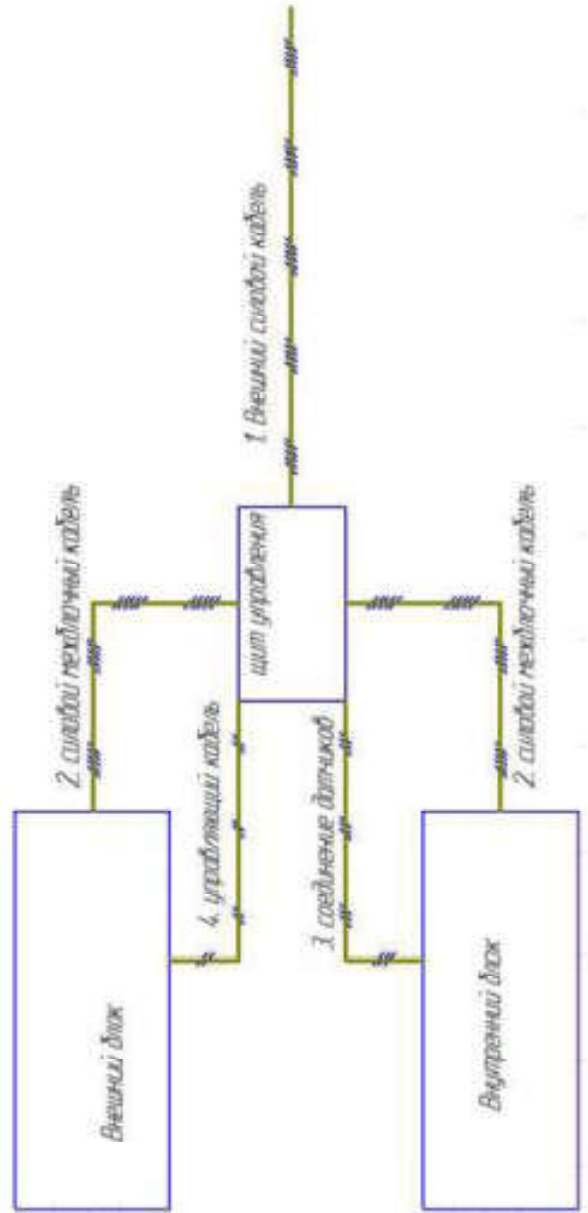 Внешний блок
2. силовой межблочный кабель
4. управляющий кабель
щит управления
1. Внешний силовой кабель
3. соединение датчиков
Внутренний блок
2. силовой межблочный кабель